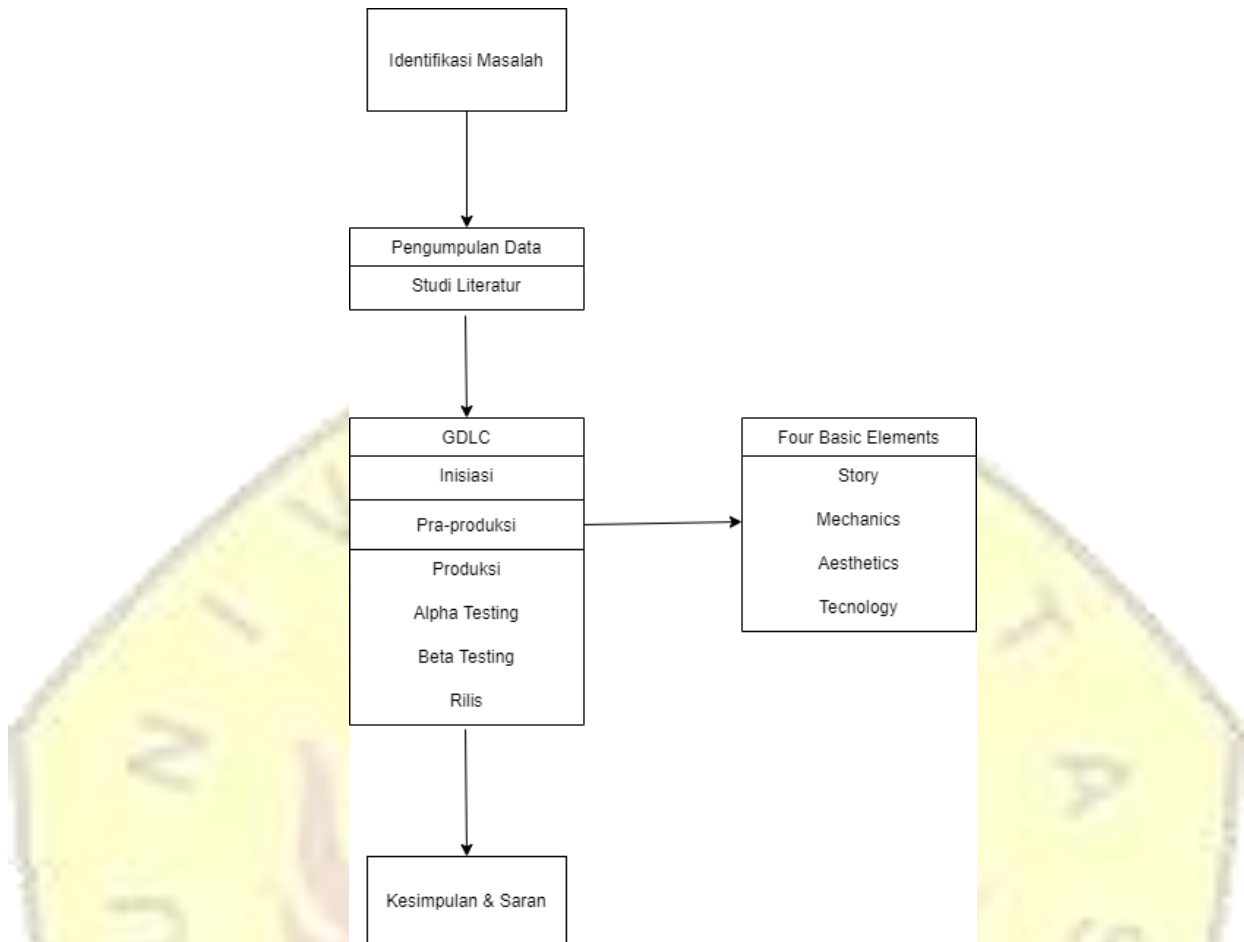 Identifikasi Masalah
Pengumpulan Data
Studi Literatur
GDLC
Inisiasi
Pra-produksi
Produksi
Alpha Testing
Beta Testing
Rilis
Four Basic Elements
Story
Mechanics
Aesthetics
Tecnology
Kesimpulan & Saran